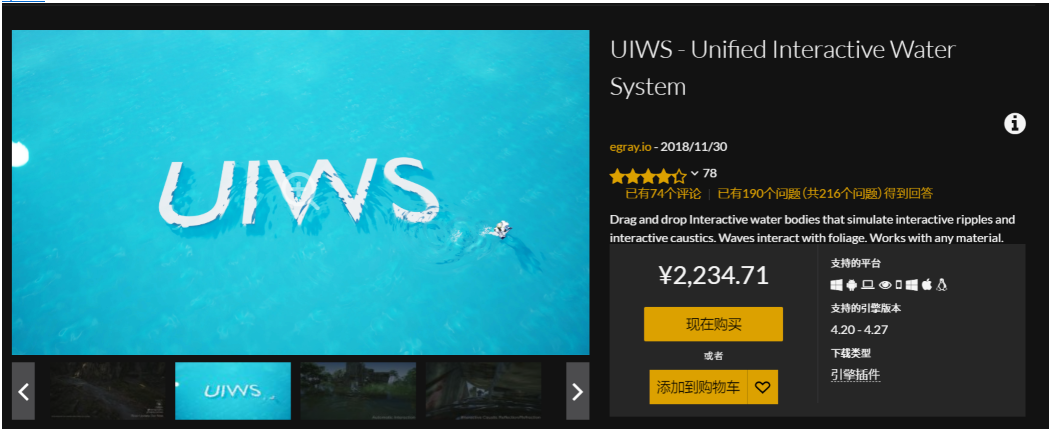 UIWS
UIWS
UIWS - Unified Interactive Water
System
egray.io - 2018/11/30
78
已有74个评论 | 已有190个问题(共216个问题)得到回答
Drag and drop Interactive water bodies that simulate interactive ripples and
interactive caustics. Waves interact with foliage. Works with any material.
¥2,234.71
现在购买
或者
添加到购物车
支持的平台
支持的引擎版本
4.20 - 4.27
下载类型
引擎插件